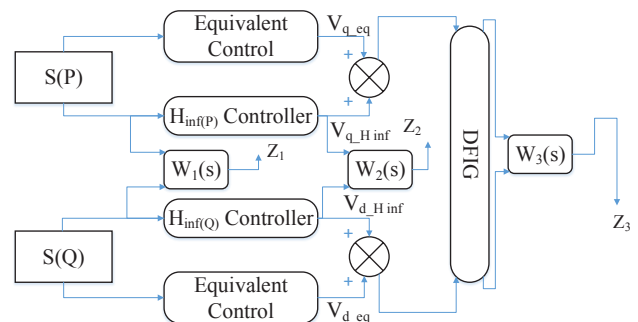 Equivalent
Control
V_q_eq
+
+
S(P)
H_inf(P) Controller
V_q_H inf
Z_1
W_1(s)
Z_2
W_2(s)
DFIG
W_3(s)
Z_3
V_d_H inf
H_inf(Q) Controller
+
+
S(Q)
Equivalent
Control
V_d_eq